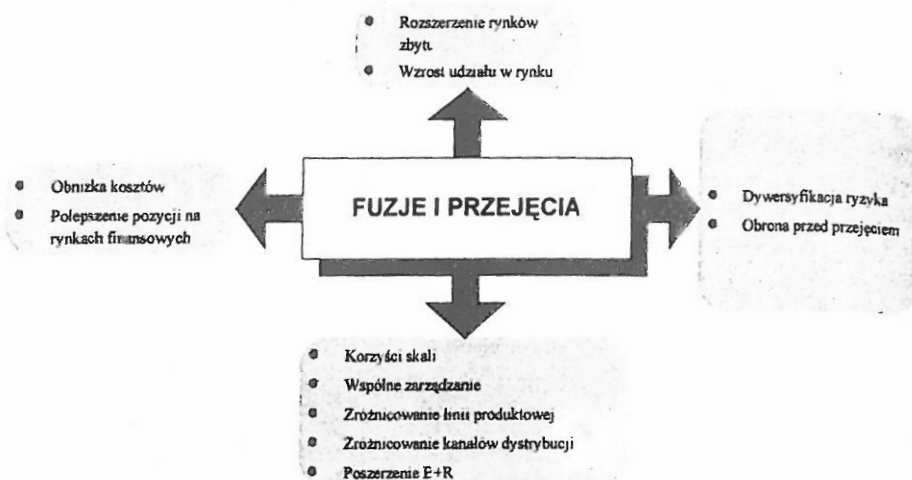 Rozszerzenie rynków
zbytu
Wzrost udziału w rynku
Obniżka kosztów
Polepszenie pozycji na
rynkach finansowych
FUZJE I PRZEJĘCIA
Dywersyfikacja ryzyka
Obrona przed przejęciem
Korzyści skali
Wspólne zarządzanie
Zróżnicowanie linii produktowej
Zróżnicowanie kanałów dystrybucji
Poszerzenie E+R